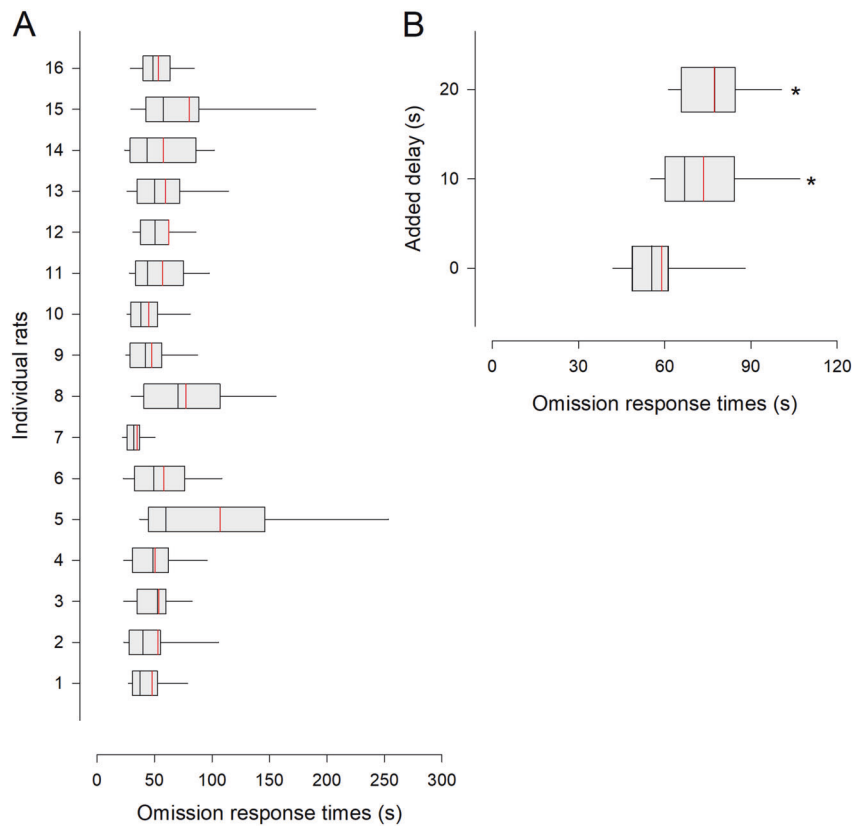 A
16
15
14
13
12
11
10
9
8
7
6
5
4
3
2
1
Individual rats
0 50 100 150 200 250 300
Omission response times (s)
B
20
*
10
*
0
Added delay (s)
0 30 60 90 120
Omission response times (s)